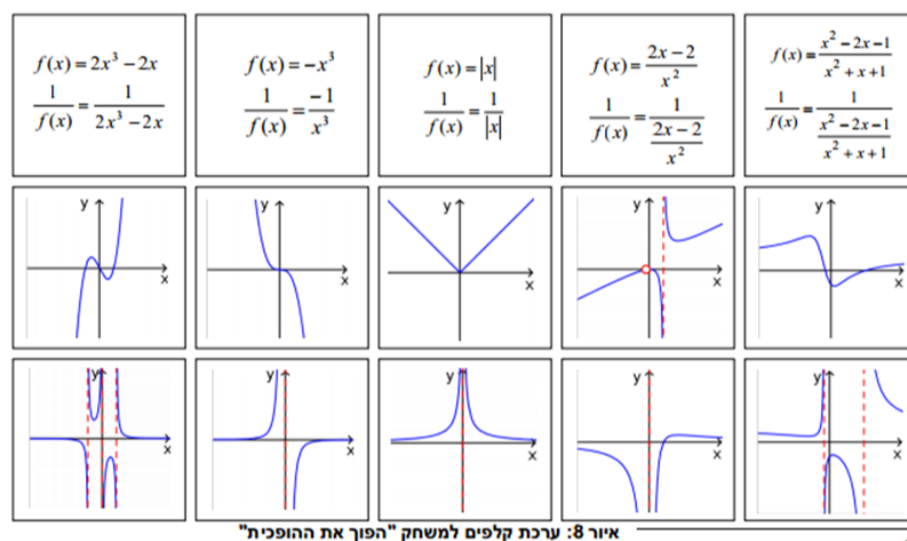 f(x) = 2x³ − 2x
1/f(x) = 1/(2x³ − 2x)
f(x) = −x³
1/f(x) = −1/x³
f(x) = |x|
1/f(x) = 1/|x|
f(x) = (2x − 2)/x²
1/f(x) = 1/((2x − 2)/x²)
f(x) = (x² − 2x − 1)/(x² + x + 1)
1/f(x) = 1/((x² − 2x − 1)/(x² + x + 1))
y
x
y
x
y
x
y
x
y
x
y
x
y
x
y
x
y
x
y
x
איור 8: ערכת קלפים למשחק "הפוך את ההופכית"